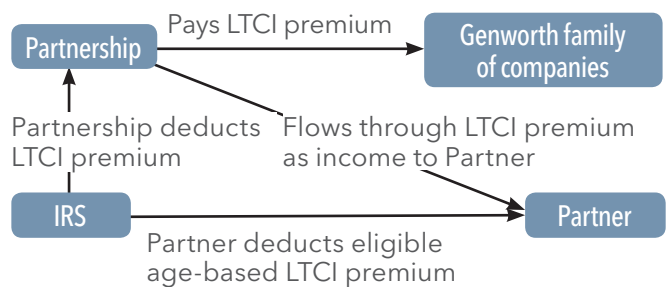 Pays LTCI premium
Partnership
Genworth family
of companies
Partnership deducts
LTCI premium
Flows through LTCI premium
as income to Partner
IRS
Partner
Partner deducts eligible
age-based LTCI premium